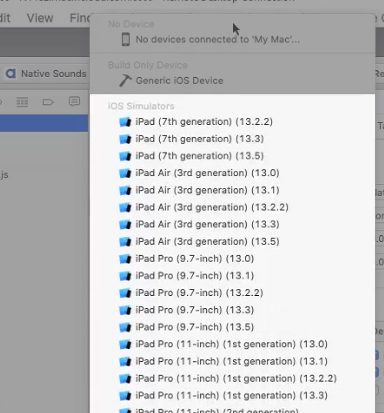 View
Find
No Device
No devices connected to 'My Mac'...
Build Only Device
Native Sounds
Generic iOS Device
iOS Simulators
iPad (7th generation) (13.2.2)
iPad (7th generation) (13.3)
iPad (7th generation) (13.5)
.js
iPad Air (3rd generation) (13.0)
iPad Air (3rd generation) (13.1)
iPad Air (3rd generation) (13.2.2)
iPad Air (3rd generation) (13.3)
iPad Air (3rd generation) (13.5)
iPad Pro (9.7-inch) (13.0)
iPad Pro (9.7-inch) (13.1)
iPad Pro (9.7-inch) (13.2.2)
iPad Pro (9.7-inch) (13.3)
iPad Pro (9.7-inch) (13.5)
iPad Pro (11-inch) (1st generation) (13.0)
iPad Pro (11-inch) (1st generation) (13.1)
iPad Pro (11-inch) (1st generation) (13.2.2)
iPad Pro (11-inch) (1st generation) (13.3)
iPad Pro (11-inch) (2nd generation)